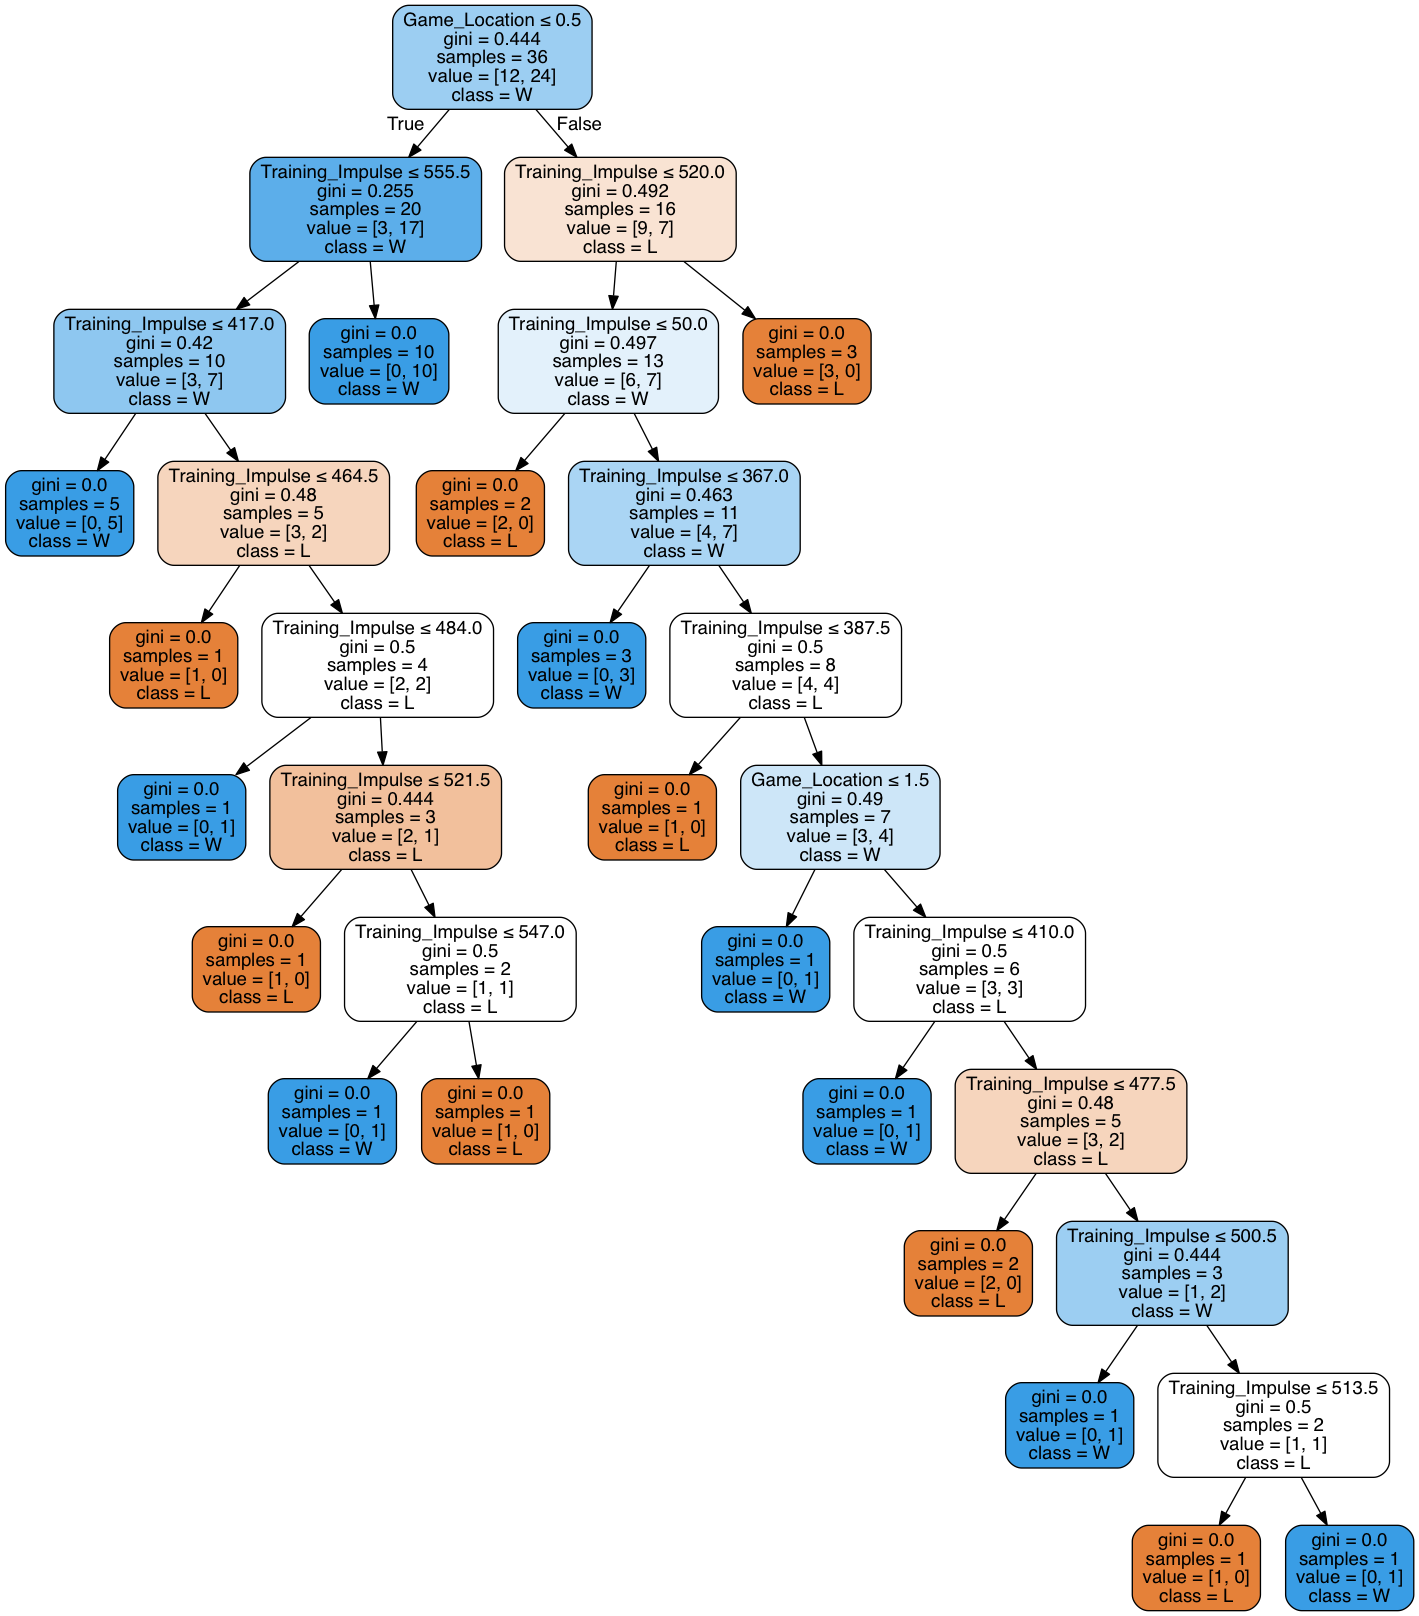 Game_Location ≤ 0.5
gini = 0.444
samples = 36
value = [12, 24]
class = W
True
False
Training_Impulse ≤ 555.5
gini = 0.255
samples = 20
value = [3, 17]
class = W
Training_Impulse ≤ 520.0
gini = 0.492
samples = 16
value = [9, 7]
class = L
Training_Impulse ≤ 417.0
gini = 0.42
samples = 10
value = [3, 7]
class = W
gini = 0.0
samples = 10
value = [0, 10]
class = W
Training_Impulse ≤ 50.0
gini = 0.497
samples = 13
value = [6, 7]
class = W
gini = 0.0
samples = 3
value = [3, 0]
class = L
gini = 0.0
samples = 5
value = [0, 5]
class = W
Training_Impulse ≤ 464.5
gini = 0.48
samples = 5
value = [3, 2]
class = L
gini = 0.0
samples = 2
value = [2, 0]
class = L
Training_Impulse ≤ 367.0
gini = 0.463
samples = 11
value = [4, 7]
class = W
gini = 0.0
samples = 1
value = [1, 0]
class = L
Training_Impulse ≤ 484.0
gini = 0.5
samples = 4
value = [2, 2]
class = L
gini = 0.0
samples = 3
value = [0, 3]
class = W
Training_Impulse ≤ 387.5
gini = 0.5
samples = 8
value = [4, 4]
class = L
gini = 0.0
samples = 1
value = [0, 1]
class = W
Training_Impulse ≤ 521.5
gini = 0.444
samples = 3
value = [2, 1]
class = L
gini = 0.0
samples = 1
value = [1, 0]
class = L
Game_Location ≤ 1.5
gini = 0.49
samples = 7
value = [3, 4]
class = W
gini = 0.0
samples = 1
value = [1, 0]
class = L
Training_Impulse ≤ 547.0
gini = 0.5
samples = 2
value = [1, 1]
class = L
gini = 0.0
samples = 1
value = [0, 1]
class = W
Training_Impulse ≤ 410.0
gini = 0.5
samples = 6
value = [3, 3]
class = L
gini = 0.0
samples = 1
value = [0, 1]
class = W
gini = 0.0
samples = 1
value = [1, 0]
class = L
gini = 0.0
samples = 1
value = [0, 1]
class = W
Training_Impulse ≤ 477.5
gini = 0.48
samples = 5
value = [3, 2]
class = L
gini = 0.0
samples = 2
value = [2, 0]
class = L
Training_Impulse ≤ 500.5
gini = 0.444
samples = 3
value = [1, 2]
class = W
gini = 0.0
samples = 1
value = [0, 1]
class = W
Training_Impulse ≤ 513.5
gini = 0.5
samples = 2
value = [1, 1]
class = L
gini = 0.0
samples = 1
value = [1, 0]
class = L
gini = 0.0
samples = 1
value = [0, 1]
class = W